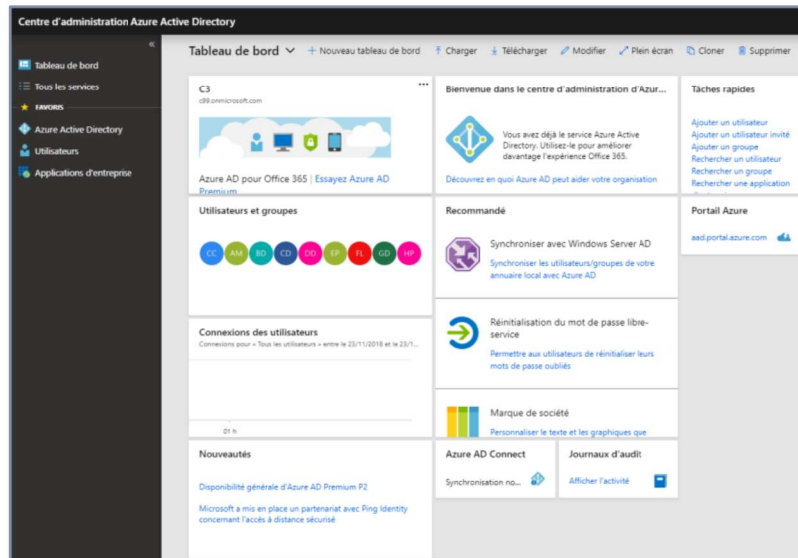 Centre d'administration Azure Active Directory
«
Tableau de bord
Tous les services
FAVORIS
Azure Active Directory
Utilisateurs
Applications d'entreprise
Tableau de bord
+ Nouveau tableau de bord
Charger
Télécharger
Modifier
Plein écran
Cloner
Supprimer
C3
c99.onmicrosoft.com
Azure AD pour Office 365 | Essayez Azure AD
Premium
Bienvenue dans le centre d'administration d'Azur...
Vous avez déjà le service Azure Active
Directory. Utilisez-le pour améliorer
davantage l'expérience Office 365.
Découvrez en quoi Azure AD peut aider votre organisation
Tâches rapides
Ajouter un utilisateur
Ajouter un utilisateur invité
Ajouter un groupe
Rechercher un utilisateur
Rechercher un groupe
Rechercher une application
Utilisateurs et groupes
CC AM BD CD DD EP FL GD HP
Recommandé
Synchroniser avec Windows Server AD
Synchroniser les utilisateurs/groupes de votre
annuaire local avec Azure AD
Portail Azure
aad.portal.azure.com
Réinitialisation du mot de passe libre-
service
Permettre aux utilisateurs de réinitialiser leurs
mots de passe oubliés
Connexions des utilisateurs
Connexions pour « Tous les utilisateurs » entre le 23/11/2018 et le 23/1...
01 h
Marque de société
Personnaliser le texte et les graphiques que
Nouveautés
Disponibilité générale d'Azure AD Premium P2
Microsoft a mis en place un partenariat avec Ping Identity
concernant l'accès à distance sécurisé
Azure AD Connect
Synchronisation no...
Journaux d'audit
Afficher l'activité